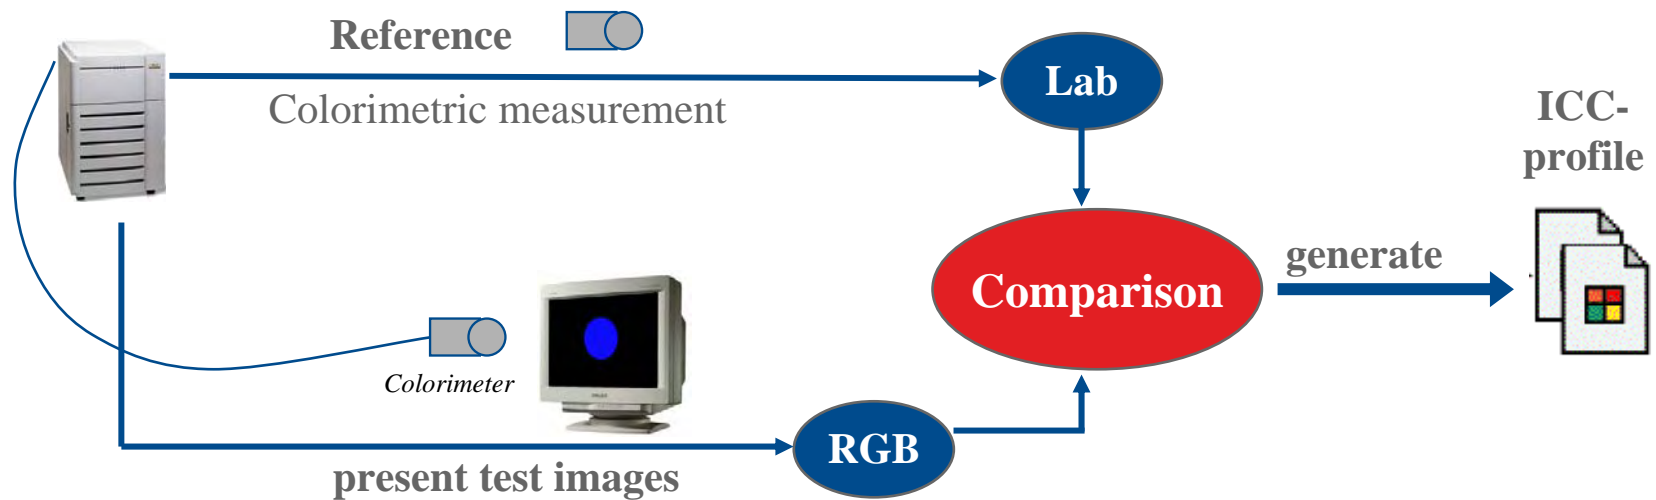 Reference
Colorimetric measurement
Lab
ICC-
profile
Comparison
generate
Colorimeter
RGB
present test images